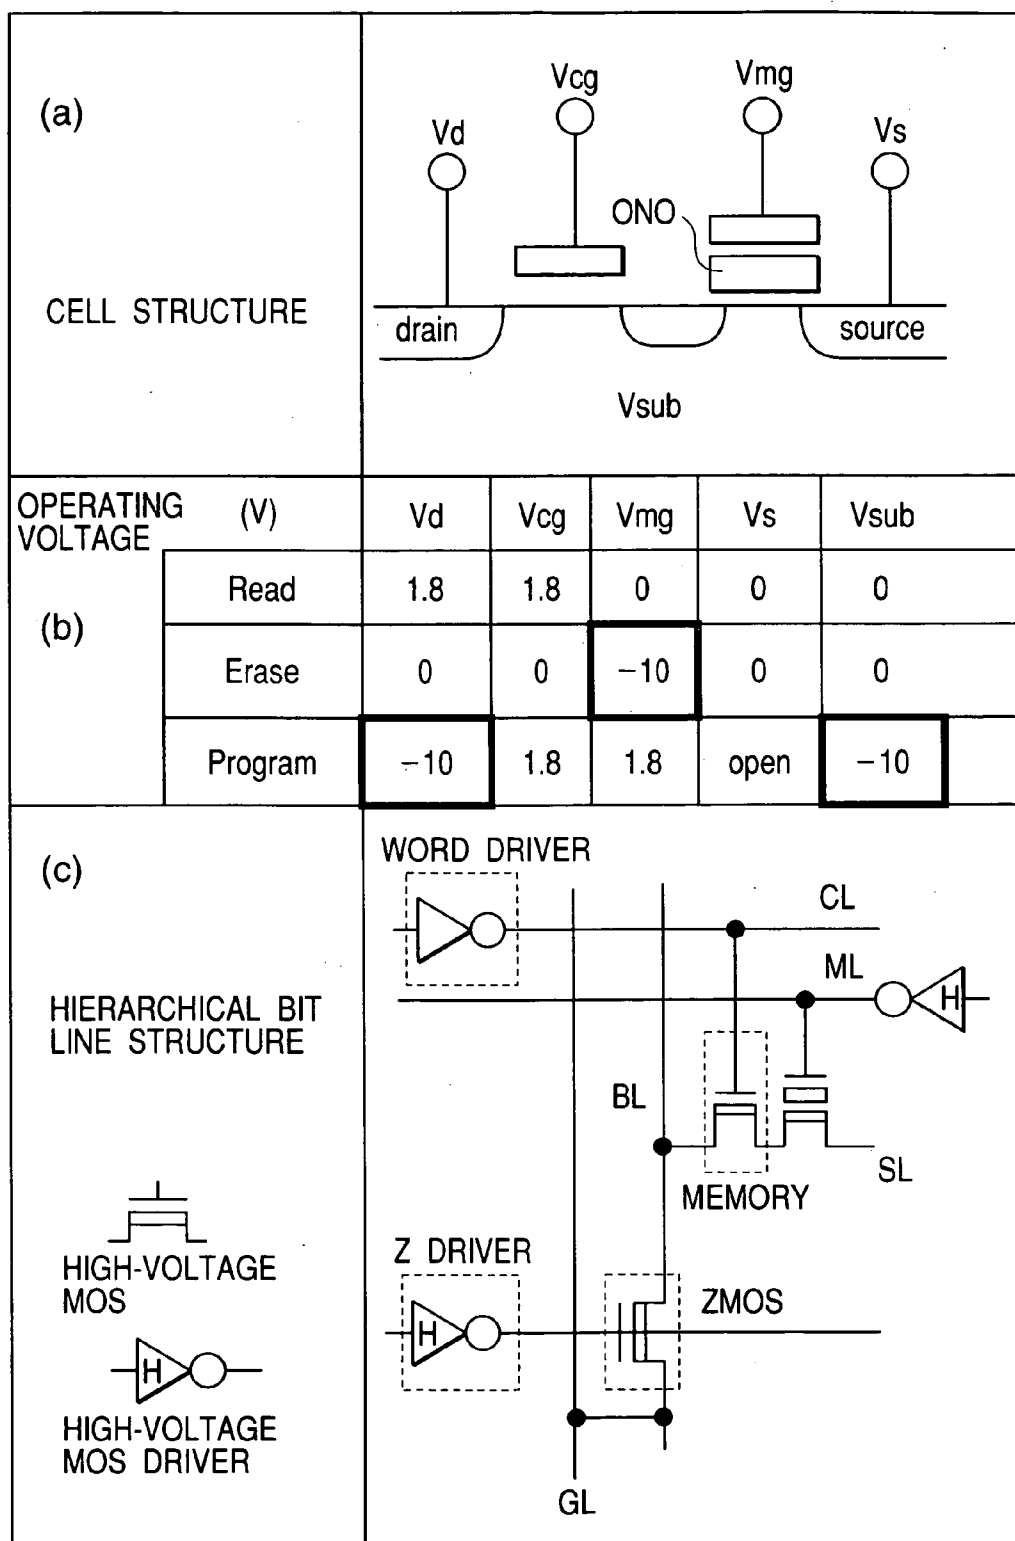 (a)
CELL STRUCTURE
Vd
Vcg
Vmg
Vs
ONO
drain
source
Vsub
OPERATING VOLTAGE (V) Vd Vcg Vmg Vs Vsub
(b)
Read 1.8 1.8 0 0 0
Erase 0 0 −10 0 0
Program −10 1.8 1.8 open −10
(c)
HIERARCHICAL BIT
LINE STRUCTURE
HIGH-VOLTAGE
MOS
H
HIGH-VOLTAGE
MOS DRIVER
WORD DRIVER
CL
ML
H
BL
SL
MEMORY
Z DRIVER
H
ZMOS
GL